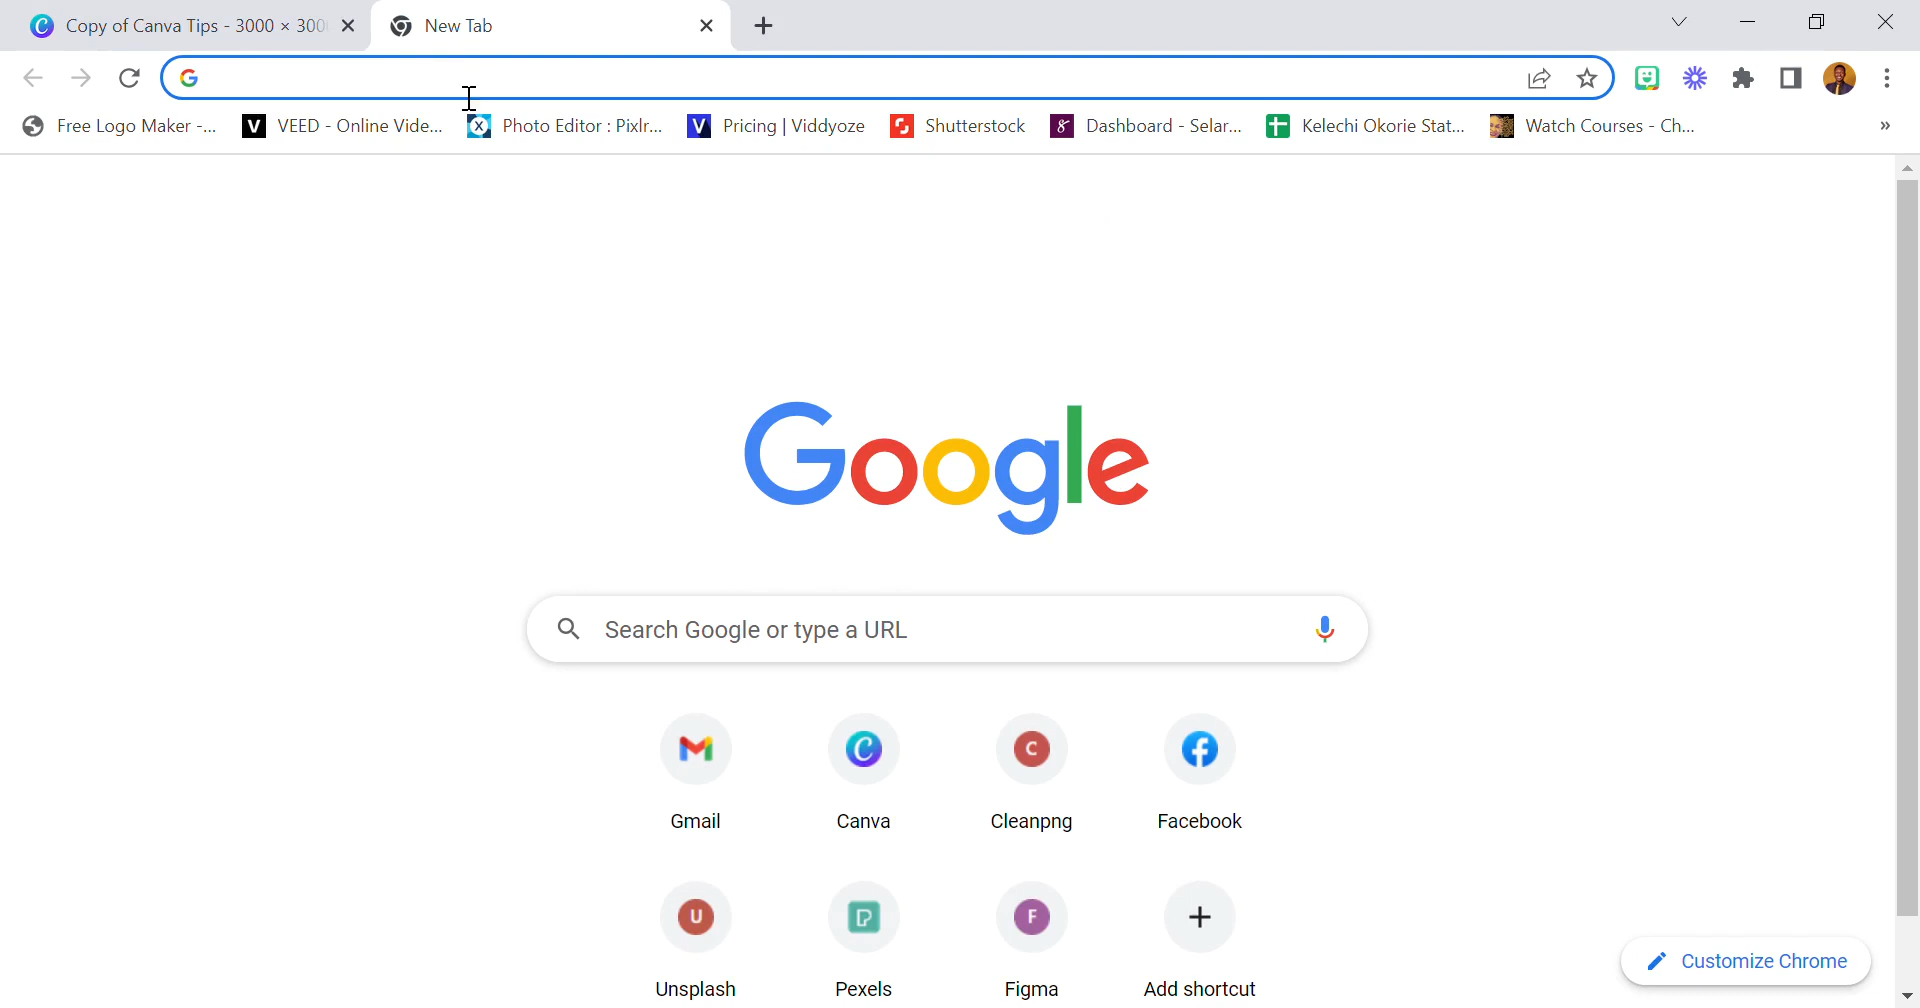 Copy of Canva Tips - 3000 × 300
New Tab
Free Logo Maker -...
VEED - Online Vide...
Photo Editor : Pixlr...
Pricing | Viddyoze
Shutterstock
Dashboard - Selar...
Kelechi Okorie Stat...
Watch Courses - Ch...
»
Google
Search Google or type a URL
Gmail
Canva
C
Cleanpng
Facebook
U
Unsplash
Pexels
F
Figma
Add shortcut
Customize Chrome